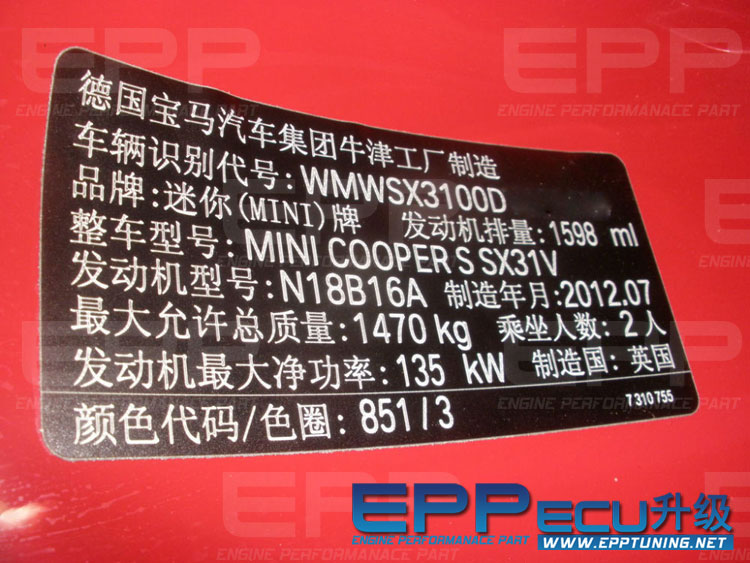 EPP EPP
ENGINE PERFORMANACE PART ENGINE PERFORMANACE PART
德国宝马汽车集团牛津工厂制造
车辆识别代号:WMWSX3100D
品牌:迷你(MINI)牌 发动机排量:1598 ml
整车型号:MINI COOPER S SX31V
发动机型号:N18B16A 制造年月:2012.07
最大允许总质量:1470 kg 乘坐人数:2人
发动机最大净功率:135 kW 制造国:英国
颜色代码/色圈:851/3 7 310 755
EPP ECU升级
WWW.EPPTUNING.NET
ENGINE PERFORMANACE PART